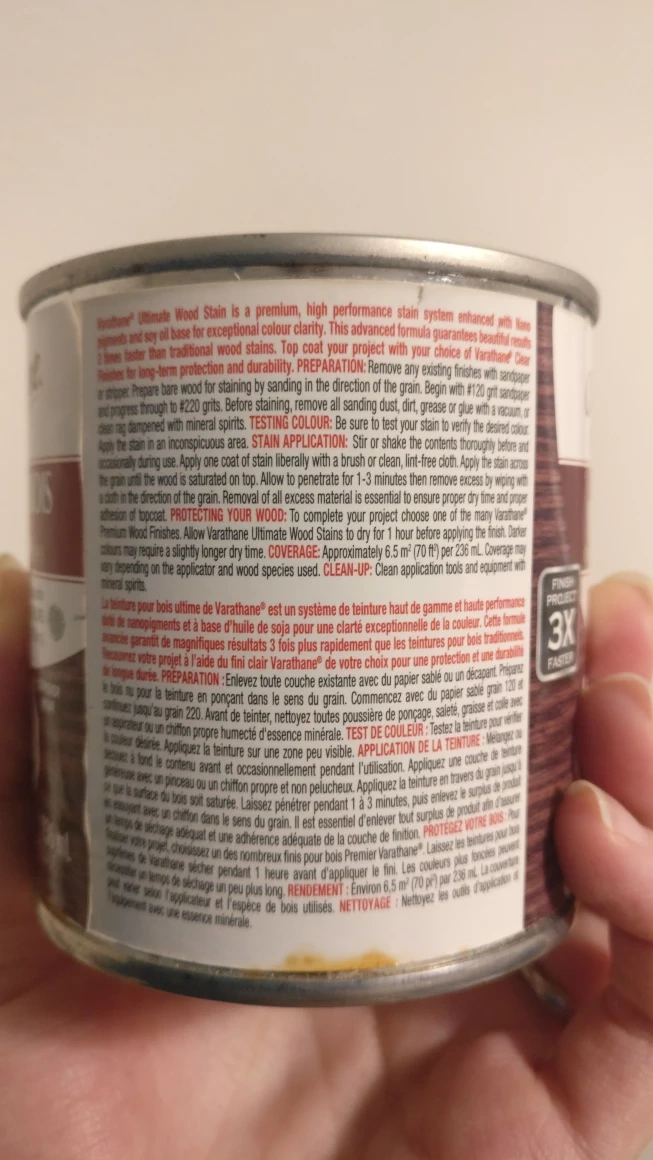 Varathane® Ultimate Wood Stain is a premium, high performance stain system enhanced with Nano
pigments and soy oil base for exceptional colour clarity. This advanced formula guarantees beautiful results
3 times faster than traditional wood stains. Top coat your project with your choice of Varathane® Clear
Finishes for long-term protection and durability. PREPARATION: Remove any existing finishes with sandpaper
or stripper. Prepare bare wood for staining by sanding in the direction of the grain. Begin with #120 grit sandpaper
and progress through to #220 grits. Before staining, remove all sanding dust, dirt, grease or glue with a vacuum, or
clean rag dampened with mineral spirits. TESTING COLOUR: Be sure to test your stain to verify the desired colour.
Apply the stain in an inconspicuous area. STAIN APPLICATION: Stir or shake the contents thoroughly before and
occasionally during use. Apply one coat of stain liberally with a brush or clean, lint-free cloth. Apply the stain across
the grain until the wood is saturated on top. Allow to penetrate for 1-3 minutes then remove excess by wiping with
a cloth in the direction of the grain. Removal of all excess material is essential to ensure proper dry time and proper
adhesion of topcoat. PROTECTING YOUR WOOD: To complete your project choose one of the many Varathane®
Premium Wood Finishes. Allow Varathane Ultimate Wood Stains to dry for 1 hour before applying the finish. Darker
colours may require a slightly longer dry time. COVERAGE: Approximately 6.5 m² (70 ft²) per 236 mL. Coverage may
vary depending on the applicator and wood species used. CLEAN-UP: Clean application tools and equipment with
mineral spirits.
La teinture pour bois ultime de Varathane® est un système de teinture haut de gamme et haute performance
doté de nanopigments et à base d'huile de soja pour une clarté exceptionnelle de la couleur. Cette formule
avancée garantit de magnifiques résultats 3 fois plus rapidement que les teintures pour bois traditionnels.
Recouvrez votre projet à l'aide du fini clair Varathane® de votre choix pour une protection et une durabilité
de longue durée. PRÉPARATION : Enlevez toute couche existante avec du papier sablé ou un décapant. Préparez
le bois nu pour la teinture en ponçant dans le sens du grain. Commencez avec du papier sablé grain 120 et
continuez jusqu'au grain 220. Avant de teinter, nettoyez toutes poussière de ponçage, saleté, graisse et colle avec
un aspirateur ou un chiffon propre humecté d'essence minérale. TEST DE COULEUR : Testez la teinture pour vérifier
la couleur désirée. Appliquez la teinture sur une zone peu visible. APPLICATION DE LA TEINTURE : Mélangez ou
secouez à fond le contenu avant et occasionnellement pendant l'utilisation. Appliquez une couche de teinture
généreuse avec un pinceau ou un chiffon propre et non pelucheux. Appliquez la teinture en travers du grain jusqu'à
ce que la surface du bois soit saturée. Laissez pénétrer pendant 1 à 3 minutes, puis enlevez le surplus de produit
en essuyant avec un chiffon dans le sens du grain. Il est essentiel d'enlever tout surplus de produit afin d'assurer
un temps de séchage adéquat et une adhérence adéquate de la couche de finition. PROTÉGEZ VOTRE BOIS : Pour
finaliser votre projet, choisissez un des nombreux finis pour bois Premier Varathane®. Laissez les teintures pour bois
suprêmes de Varathane sécher pendant 1 heure avant d'appliquer le fini. Les couleurs plus foncées peuvent
nécessiter un temps de séchage un peu plus long. RENDEMENT : Environ 6,5 m² (70 pi²) par 236 mL. La couverture
peut varier selon l'applicateur et l'espèce de bois utilisés. NETTOYAGE : Nettoyez les outils d'application et
l'équipement avec une essence minérale.
FINISH
PROJECT
3X
FASTER